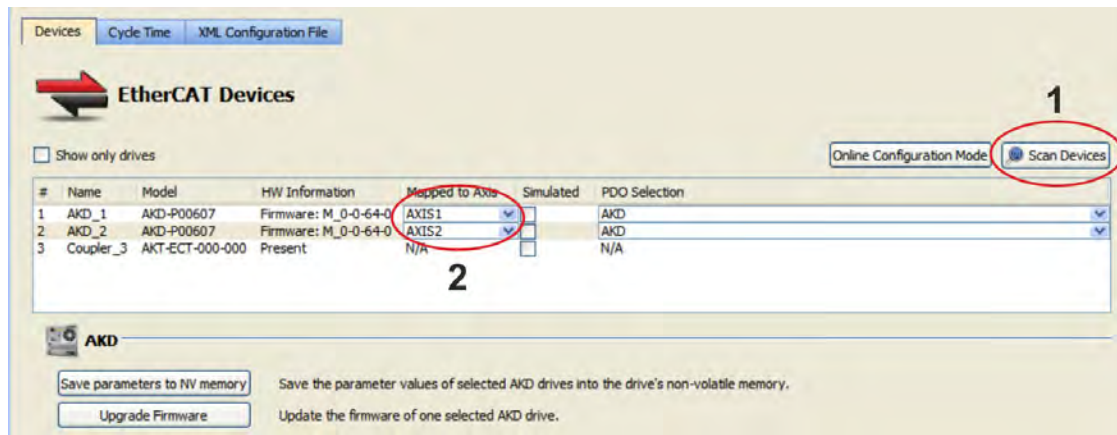 Devices Cycle Time XML Configuration File
EtherCAT Devices
1
Show only drives
Online Configuration Mode Scan Devices
# Name Model HW Information Mapped to Axis Simulated PDO Selection
1 AKD_1 AKD-P00607 Firmware: M_0-0-64-0 AXIS1 AKD
2 AKD_2 AKD-P00607 Firmware: M_0-0-64-0 AXIS2 AKD
3 Coupler_3 AKT-ECT-000-000 Present N/A N/A
2
AKD
Save parameters to NV memory Save the parameter values of selected AKD drives into the drive's non-volatile memory.
Upgrade Firmware Update the firmware of one selected AKD drive.